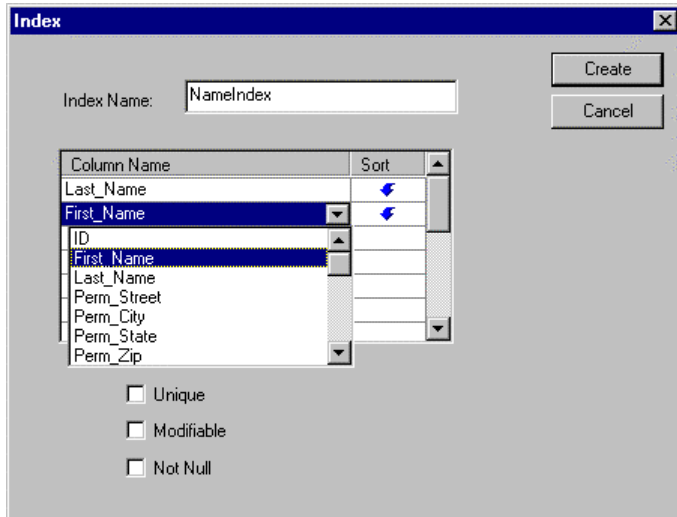 Index
Create
Index Name: NameIndex
Cancel
Column Name Sort
Last_Name
First_Name
ID
First_Name
Last_Name
Perm_Street
Perm_City
Perm_State
Perm_Zip
Unique
Modifiable
Not Null